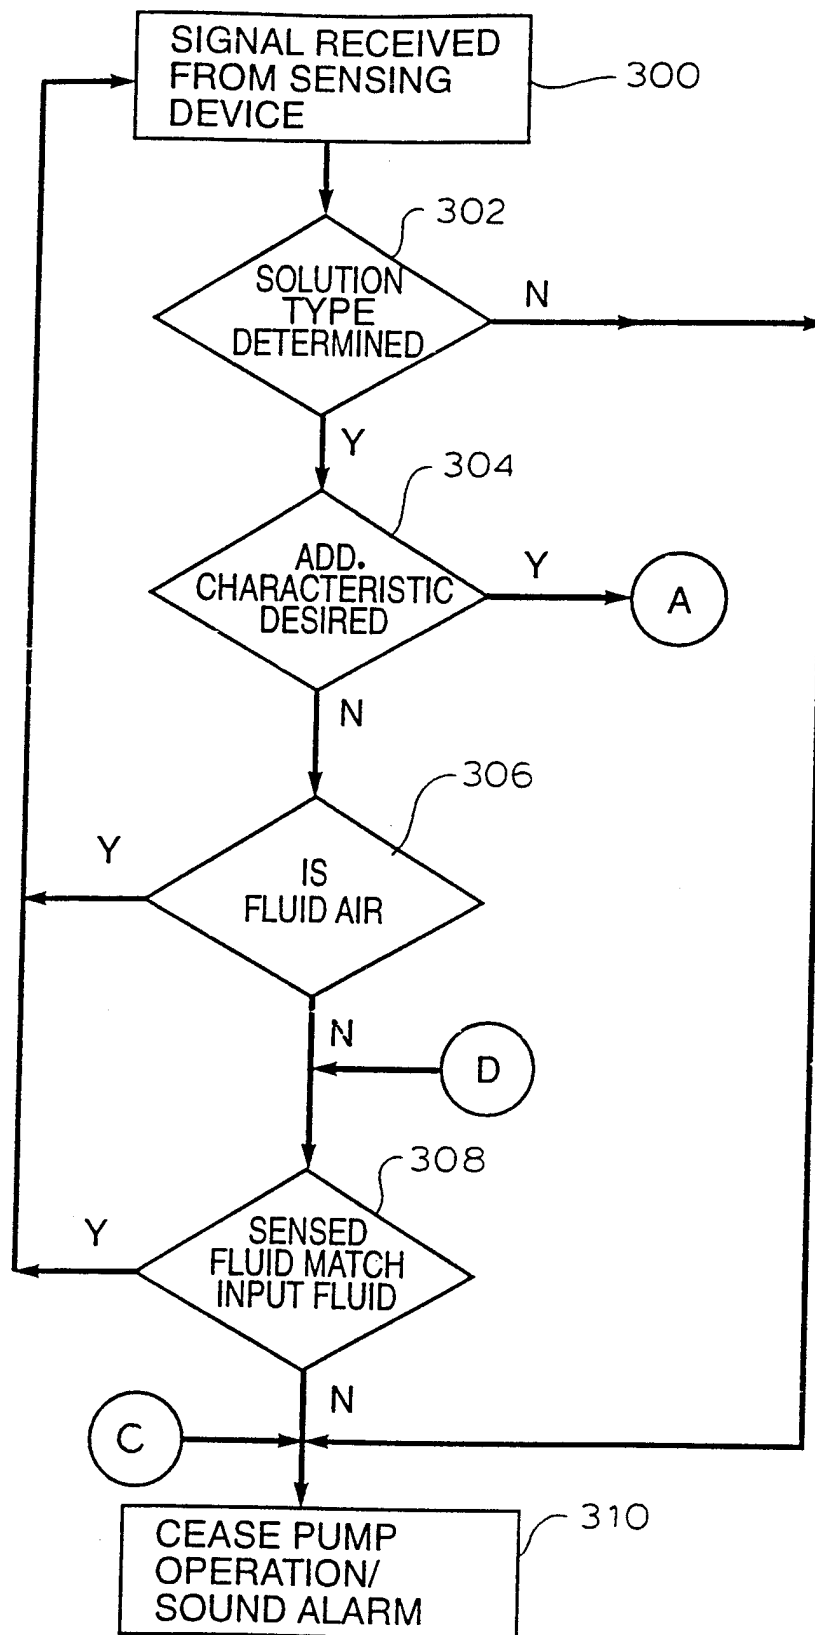 SIGNAL RECEIVED
FROM SENSING
DEVICE
300
302
SOLUTION
TYPE
DETERMINED
N
Y
304
ADD.
CHARACTERISTIC
DESIRED
Y
A
N
306
Y
IS
FLUID AIR
N
D
308
Y
SENSED
FLUID MATCH
INPUT FLUID
N
C
310
CEASE PUMP
OPERATION/
SOUND ALARM